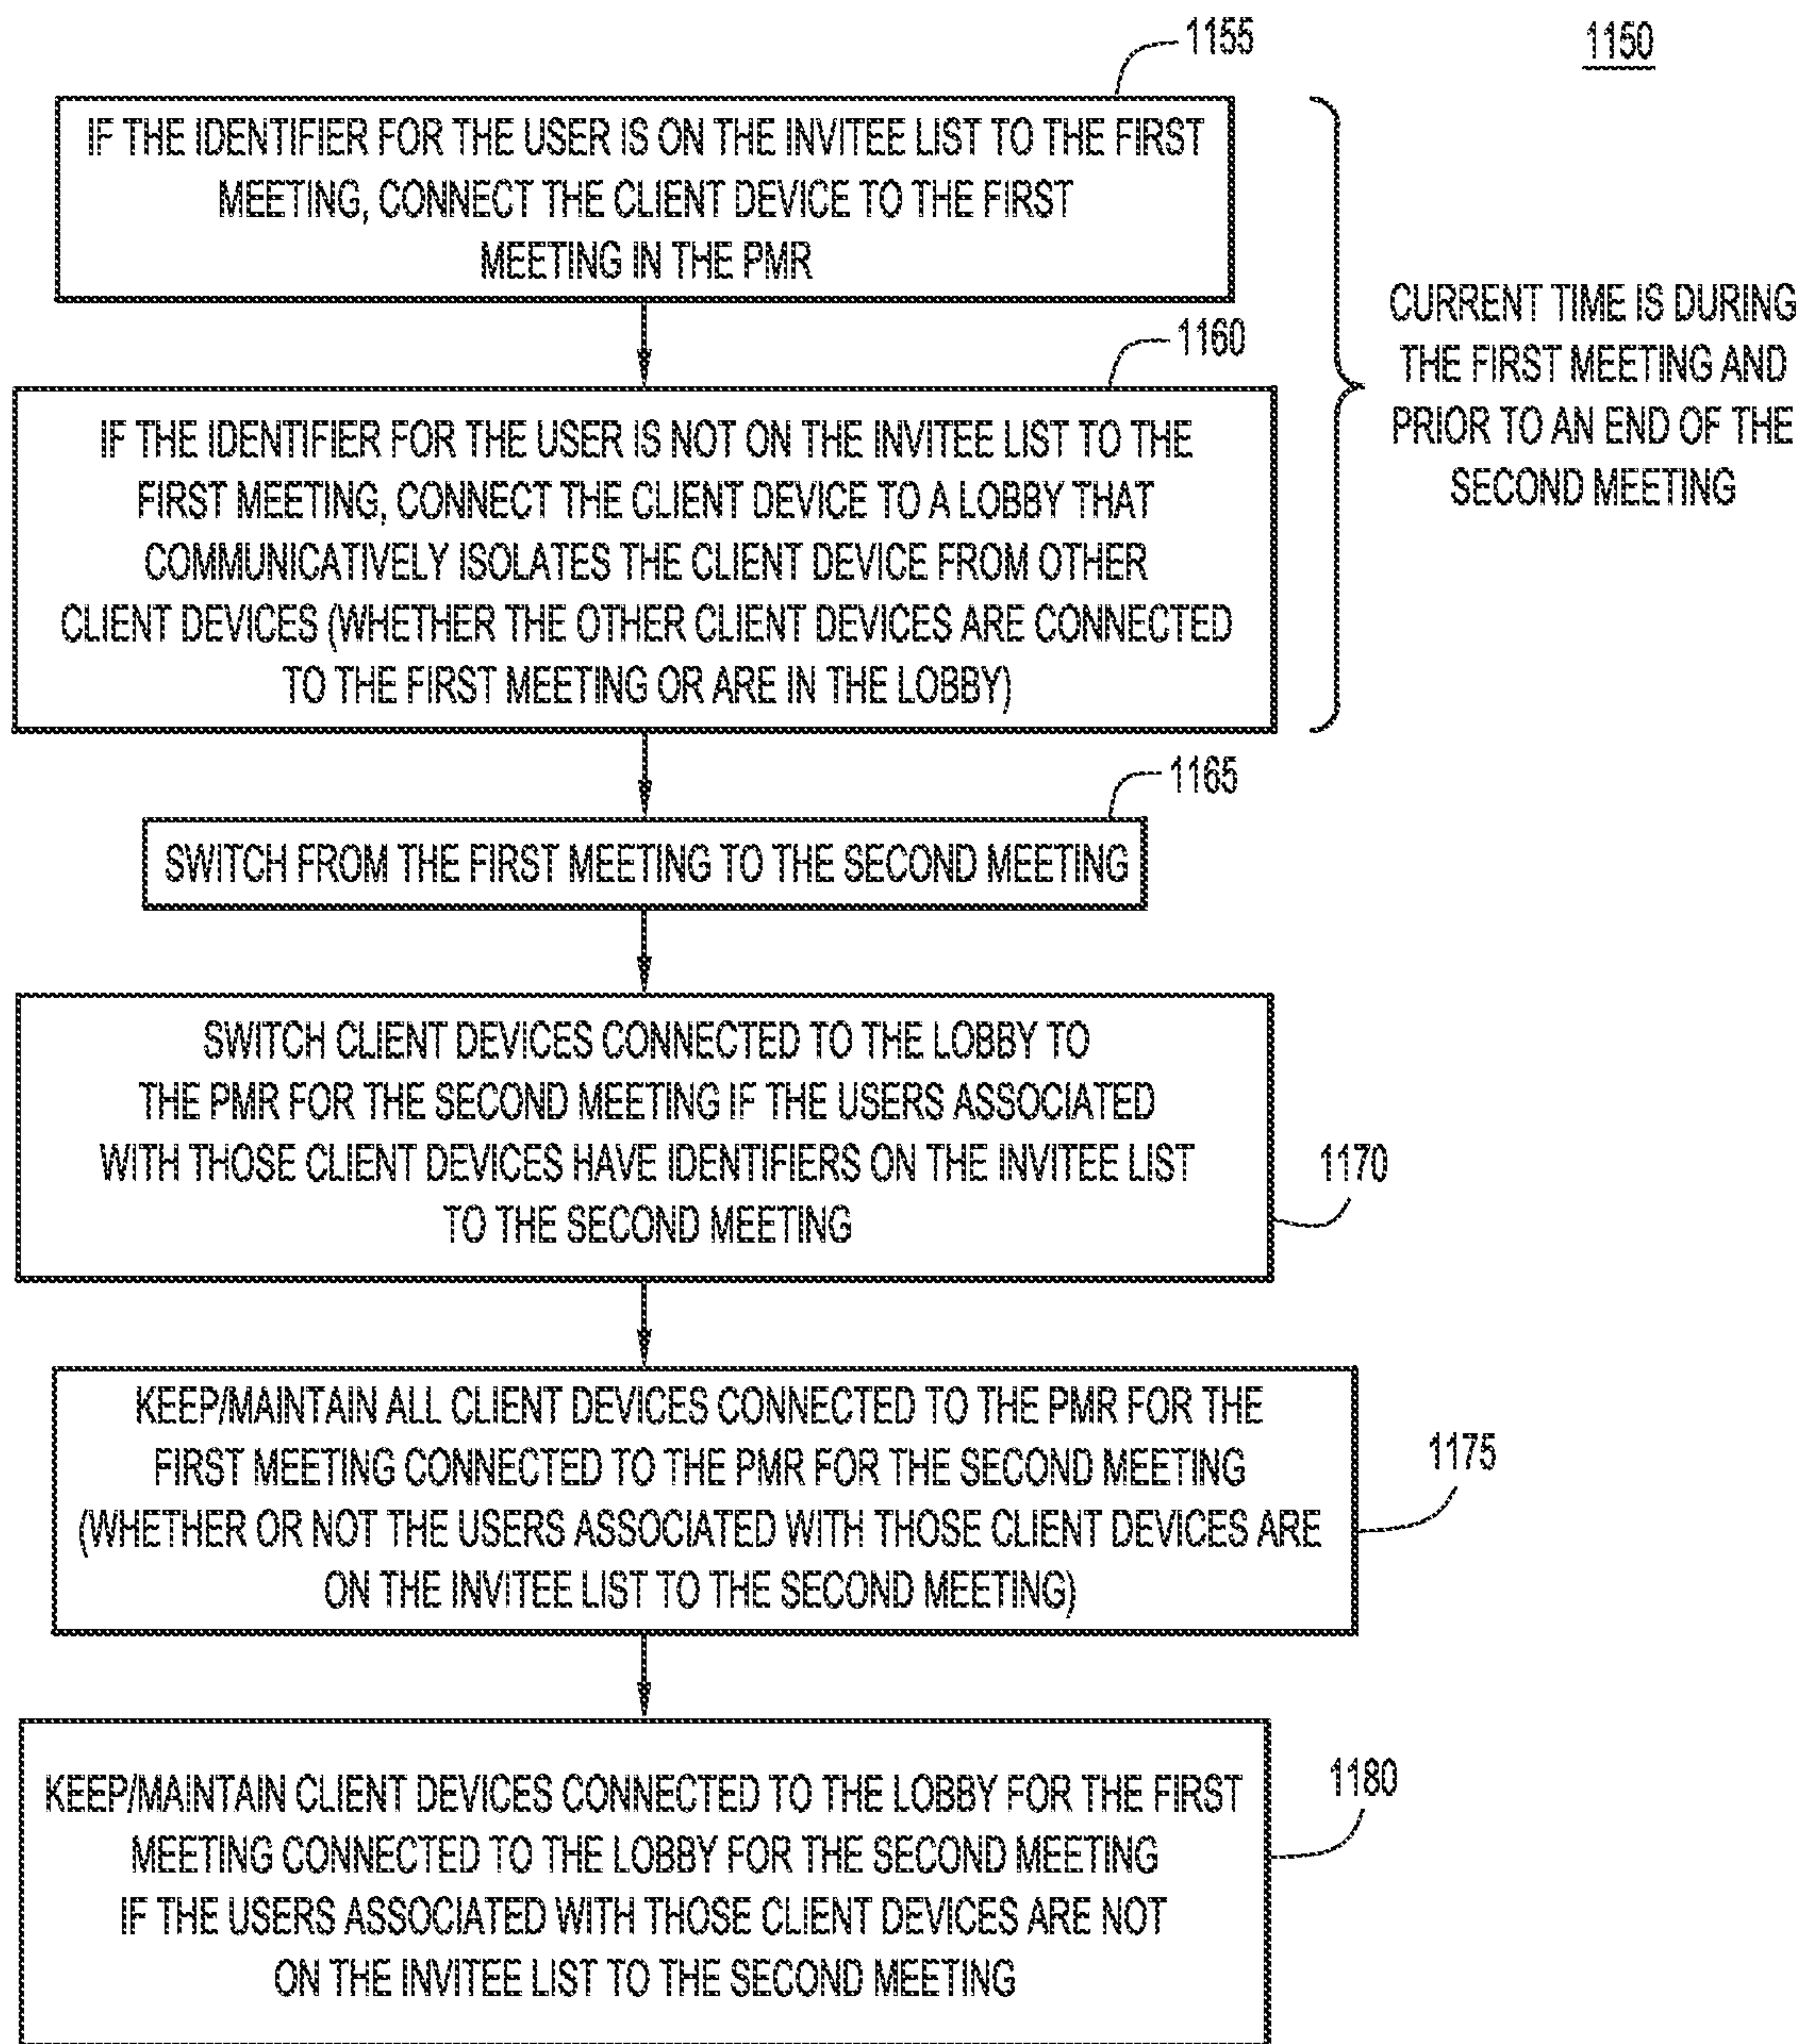 1150
1155
IF THE IDENTIFIER FOR THE USER IS ON THE INVITEE LIST TO THE FIRST
MEETING, CONNECT THE CLIENT DEVICE TO THE FIRST
MEETING IN THE PMR
1160
IF THE IDENTIFIER FOR THE USER IS NOT ON THE INVITEE LIST TO THE
FIRST MEETING, CONNECT THE CLIENT DEVICE TO A LOBBY THAT
COMMUNICATIVELY ISOLATES THE CLIENT DEVICE FROM OTHER
CLIENT DEVICES (WHETHER THE OTHER CLIENT DEVICES ARE CONNECTED
TO THE FIRST MEETING OR ARE IN THE LOBBY)
CURRENT TIME IS DURING
THE FIRST MEETING AND
PRIOR TO AN END OF THE
SECOND MEETING
1165
SWITCH FROM THE FIRST MEETING TO THE SECOND MEETING
SWITCH CLIENT DEVICES CONNECTED TO THE LOBBY TO
THE PMR FOR THE SECOND MEETING IF THE USERS ASSOCIATED
WITH THOSE CLIENT DEVICES HAVE IDENTIFIERS ON THE INVITEE LIST
TO THE SECOND MEETING
1170
KEEP/MAINTAIN ALL CLIENT DEVICES CONNECTED TO THE PMR FOR THE
FIRST MEETING CONNECTED TO THE PMR FOR THE SECOND MEETING
(WHETHER OR NOT THE USERS ASSOCIATED WITH THOSE CLIENT DEVICES ARE
ON THE INVITEE LIST TO THE SECOND MEETING)
1175
KEEP/MAINTAIN CLIENT DEVICES CONNECTED TO THE LOBBY FOR THE FIRST
MEETING CONNECTED TO THE LOBBY FOR THE SECOND MEETING
IF THE USERS ASSOCIATED WITH THOSE CLIENT DEVICES ARE NOT
ON THE INVITEE LIST TO THE SECOND MEETING
1180